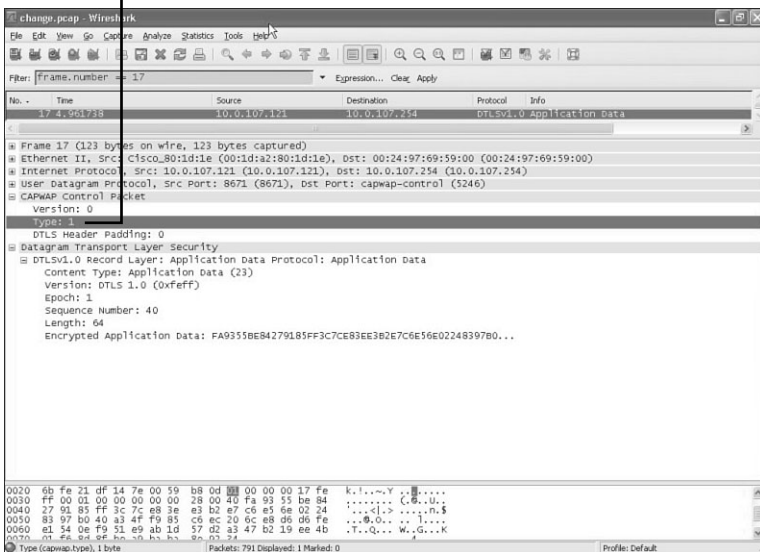 change.pcap - Wireshark
File Edit View Go Capture Analyze Statistics Tools Help
Filter: frame.number == 17 Expression... Clear Apply
No. - Time Source Destination Protocol Info
17 4.961738 10.0.107.121 10.0.107.254 DTLSv1.0 Application Data
Frame 17 (123 bytes on wire, 123 bytes captured)
Ethernet II, Src: Cisco_80:1d:1e (00:1d:a2:80:1d:1e), Dst: 00:24:97:69:59:00 (00:24:97:69:59:00)
Internet Protocol, Src: 10.0.107.121 (10.0.107.121), Dst: 10.0.107.254 (10.0.107.254)
User Datagram Protocol, Src Port: 8671 (8671), Dst Port: capwap-control (5246)
CAPWAP Control Packet
Version: 0
Type: 1
DTLS Header Padding: 0
Datagram Transport Layer Security
DTLSv1.0 Record Layer: Application Data Protocol: Application Data
Content Type: Application Data (23)
Version: DTLS 1.0 (0xfeff)
Epoch: 1
Sequence Number: 40
Length: 64
Encrypted Application Data: FA9355BE84279185FF3C7CE83EE3B2E7C6E56E02248397B0...
0020 6b fe 21 df 14 7e 00 59 b8 0d 01 00 00 00 17 fe k.!..~.Y ........
0030 ff 00 01 00 00 00 00 00 28 00 40 fa 93 55 be 84 ........ (.@..U..
0040 27 91 85 ff 3c 7c e8 3e e3 b2 e7 c6 e5 6e 02 24 '...<|.> .....n.$
0050 83 97 b0 40 a3 4f f9 85 c6 ec 20 6c e8 d6 d6 fe ...@.O.. .. l....
0060 e1 54 0e f9 51 e9 ab 1d 57 d2 a3 47 b2 19 ee 4b .T..Q... W..G...K
Type (capwap.type), 1 byte Packets: 791 Displayed: 1 Marked: 0 Profile: Default